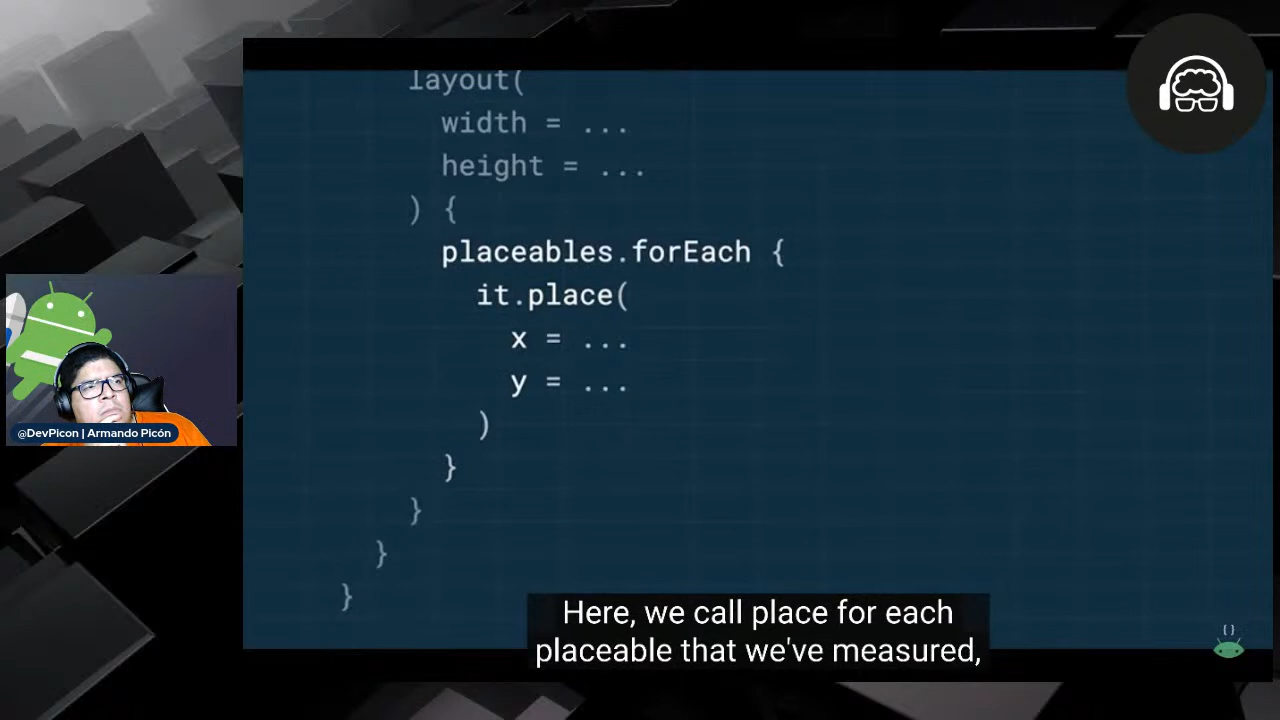 layout(
width = ...
height = ...
) {
placeables.forEach {
it.place(
x = ...
y = ...
)
}
}
}
}
Here, we call place for each
placeable that we've measured,
@DevPicon | Armando Picón
{ }